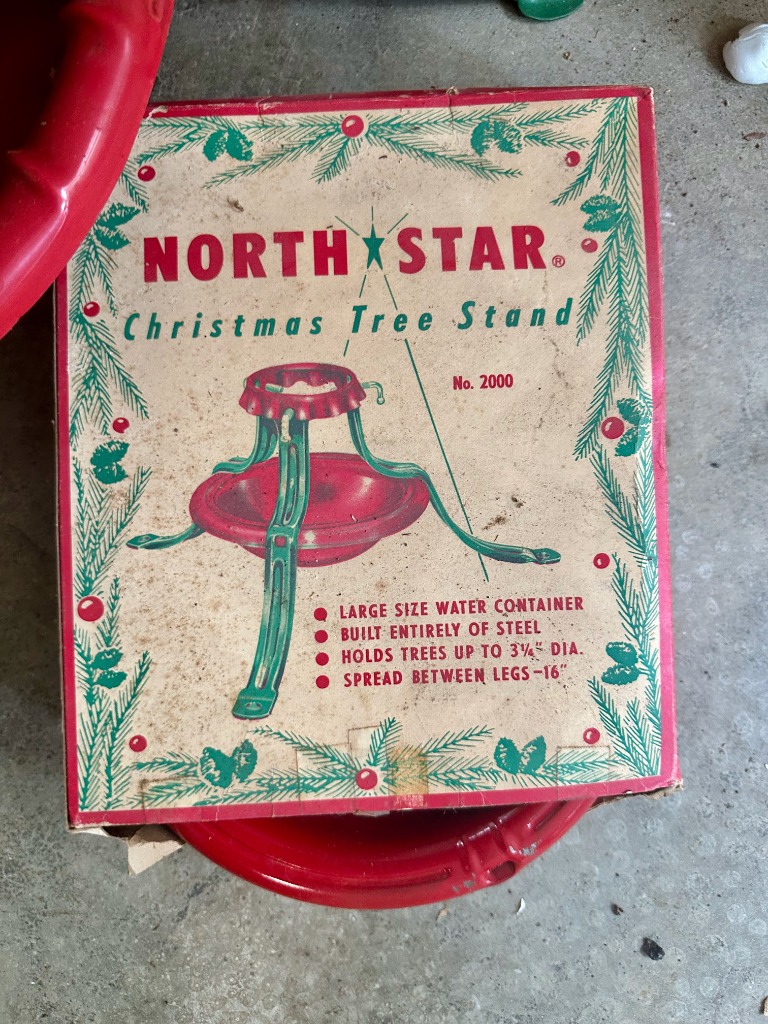 NORTH STAR®
Christmas Tree Stand
No. 2000
LARGE SIZE WATER CONTAINER
BUILT ENTIRELY OF STEEL
HOLDS TREES UP TO 3¼" DIA.
SPREAD BETWEEN LEGS-16"